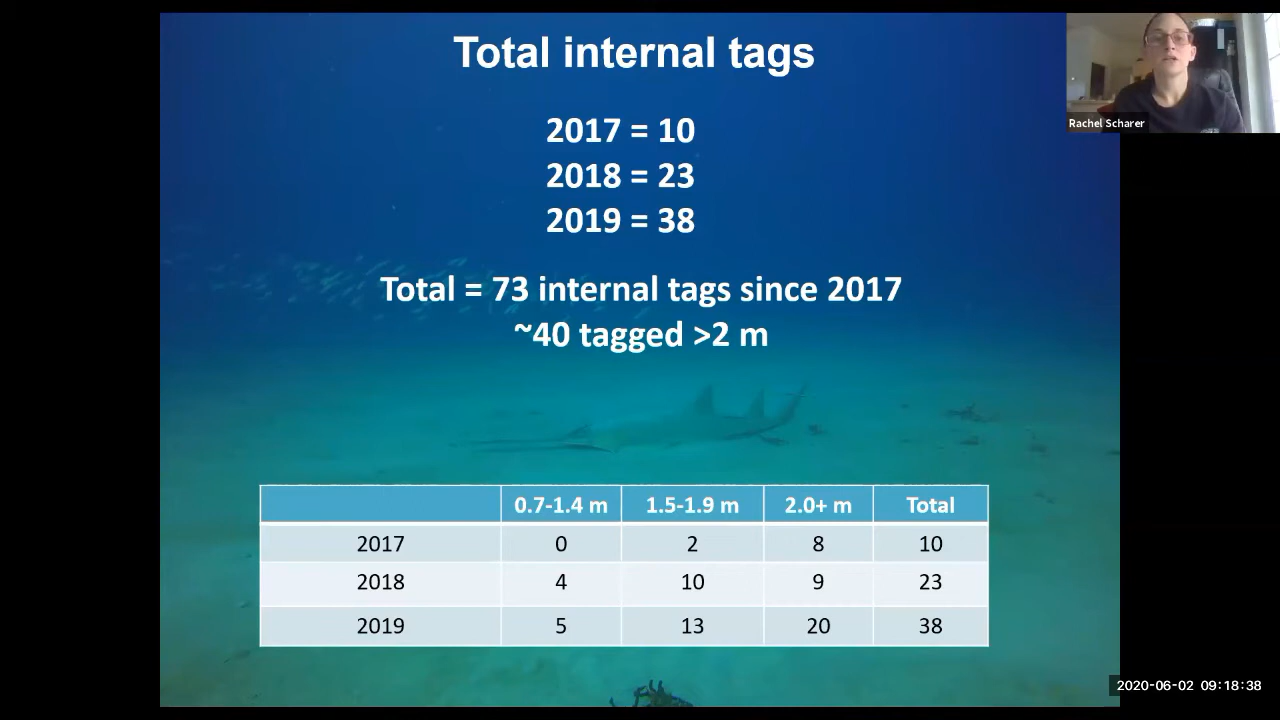 Total internal tags
Rachel Scharer
2017 = 10
2018 = 23
2019 = 38
Total = 73 internal tags since 2017
~40 tagged >2 m
0.7-1.4 m 1.5-1.9 m 2.0+ m Total
2017 0 2 8 10
2018 4 10 9 23
2019 5 13 20 38
2020-06-02 09:18:38